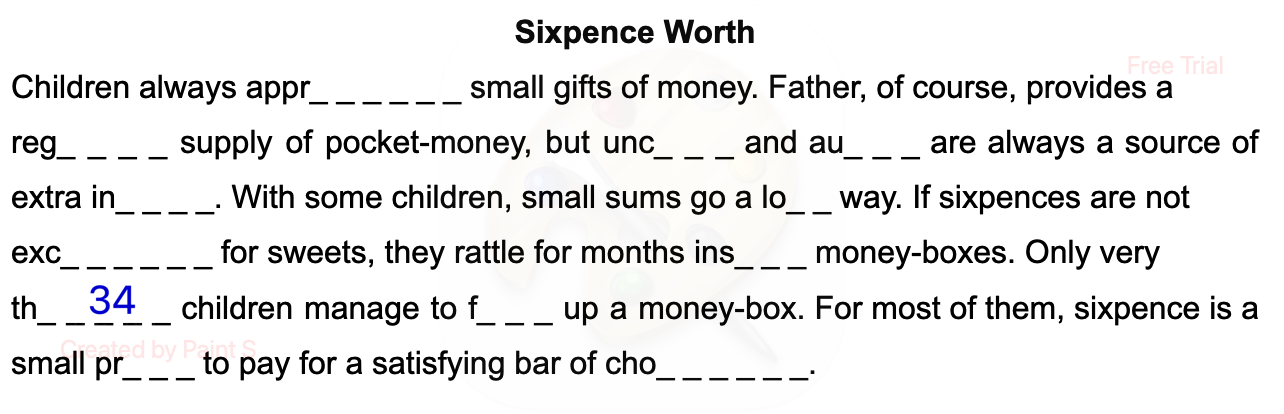 Sixpence Worth
Free Trial
Children always appr_ _ _ _ _ _ small gifts of money. Father, of course, provides a
reg_ _ _ _ supply of pocket-money, but unc_ _ _ and au_ _ _ are always a source of
extra in_ _ _ _. With some children, small sums go a lo_ _ way. If sixpences are not
exc_ _ _ _ _ _ for sweets, they rattle for months ins_ _ _ money-boxes. Only very
th_ _ _ _ _ children manage to f_ _ _ up a money-box. For most of them, sixpence is a
34
Created by Paint S
small pr_ _ _ to pay for a satisfying bar of cho_ _ _ _ _ _.